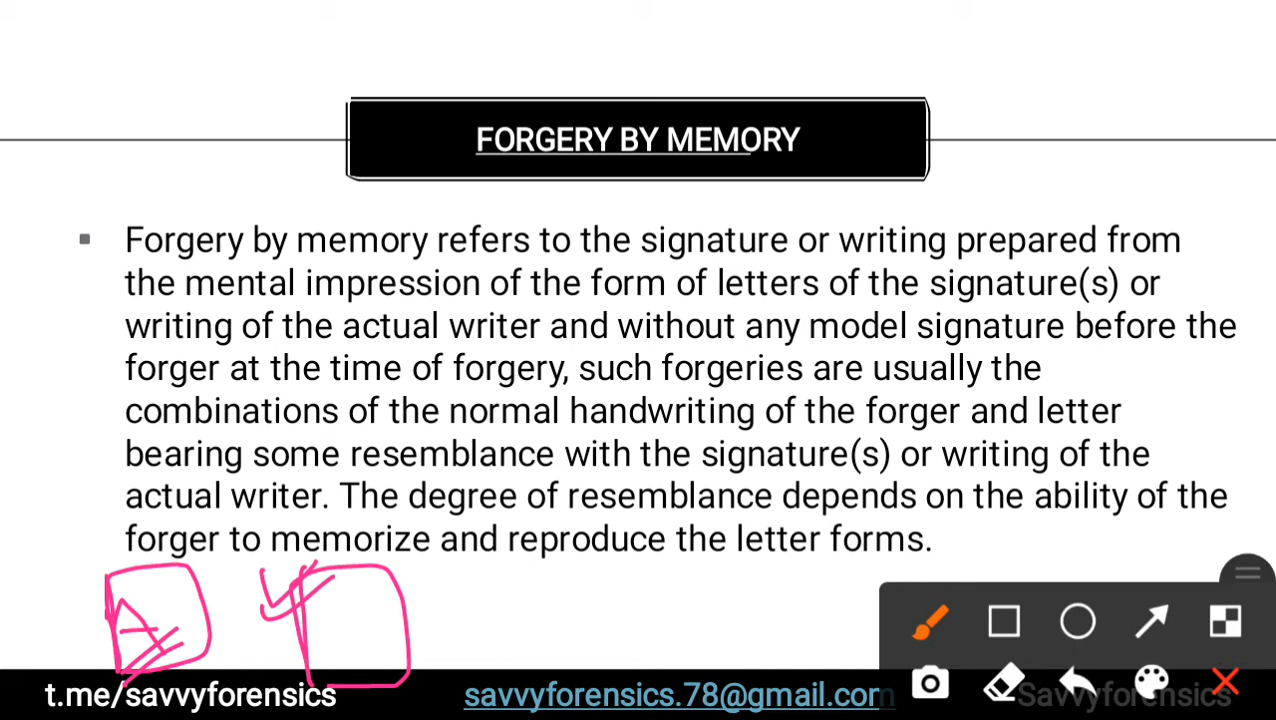 FORGERY BY MEMORY
Forgery by memory refers to the signature or writing prepared from
the mental impression of the form of letters of the signature(s) or
writing of the actual writer and without any model signature before the
forger at the time of forgery, such forgeries are usually the
combinations of the normal handwriting of the forger and letter
bearing some resemblance with the signature(s) or writing of the
actual writer. The degree of resemblance depends on the ability of the
forger to memorize and reproduce the letter forms.
A
t.me/savvyforensics savvyforensics.78@gmail.com Savvyforensics